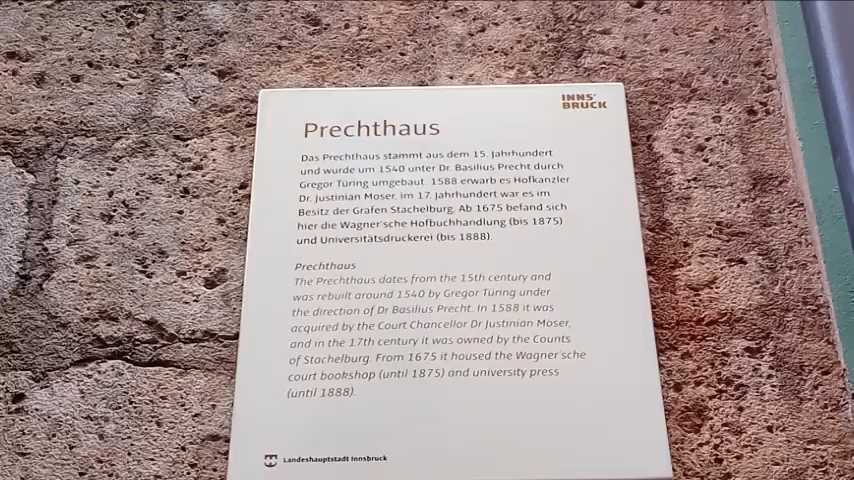 INNS'
BRUCK
Prechthaus
Das Prechthaus stammt aus dem 15. Jahrhundert
und wurde um 1540 unter Dr. Basilius Precht durch
Gregor Türing umgebaut. 1588 erwarb es Hofkanzler
Dr. Justinian Moser, im 17. Jahrhundert war es im
Besitz der Grafen Stachelburg. Ab 1675 befand sich
hier die Wagner'sche Hofbuchhandlung (bis 1875)
und Universitätsdruckerei (bis 1888).
Prechthaus
The Prechthaus dates from the 15th century and
was rebuilt around 1540 by Gregor Türing under
the direction of Dr Basilius Precht. In 1588 it was
acquired by the Court Chancellor Dr Justinian Moser,
and in the 17th century it was owned by the Counts
of Stachelburg. From 1675 it housed the Wagner'sche
court bookshop (until 1875) and university press
(until 1888).
Landeshauptstadt Innsbruck